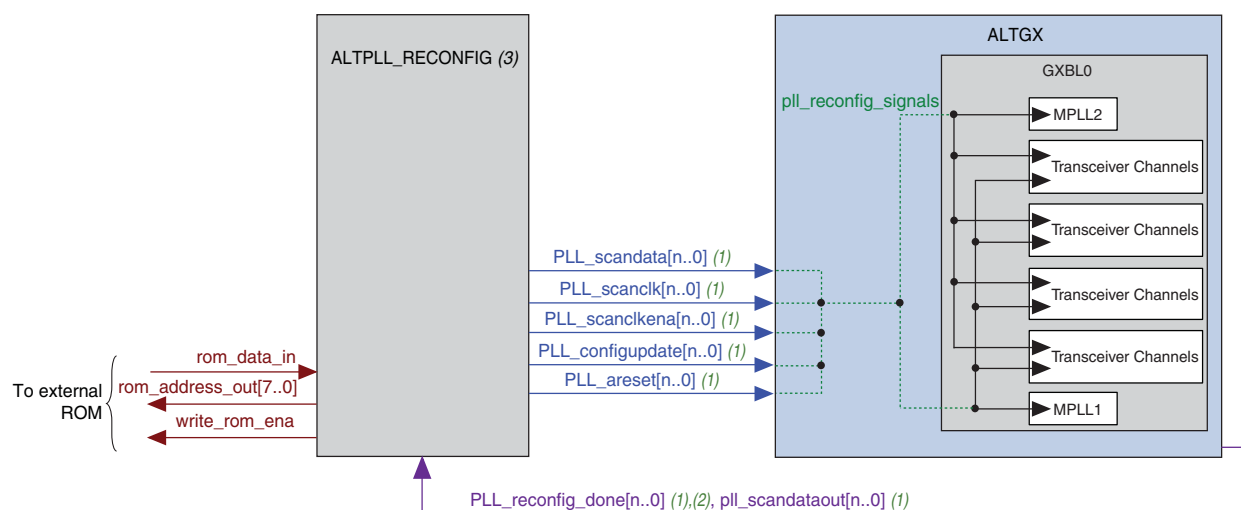 ALTPLL_RECONFIG (3)
ALTGX
GXBL0
pll_reconfig_signals
MPLL2
Transceiver Channels
Transceiver Channels
Transceiver Channels
Transceiver Channels
MPLL1
PLL_scandata[n..0] (1)
PLL_scanclk[n..0] (1)
PLL_scanclkena[n..0] (1)
PLL_configupdate[n..0] (1)
PLL_areset[n..0] (1)
To external
ROM
rom_data_in
rom_address_out[7..0]
write_rom_ena
PLL_reconfig_done[n..0] (1),(2), pll_scandataout[n..0] (1)